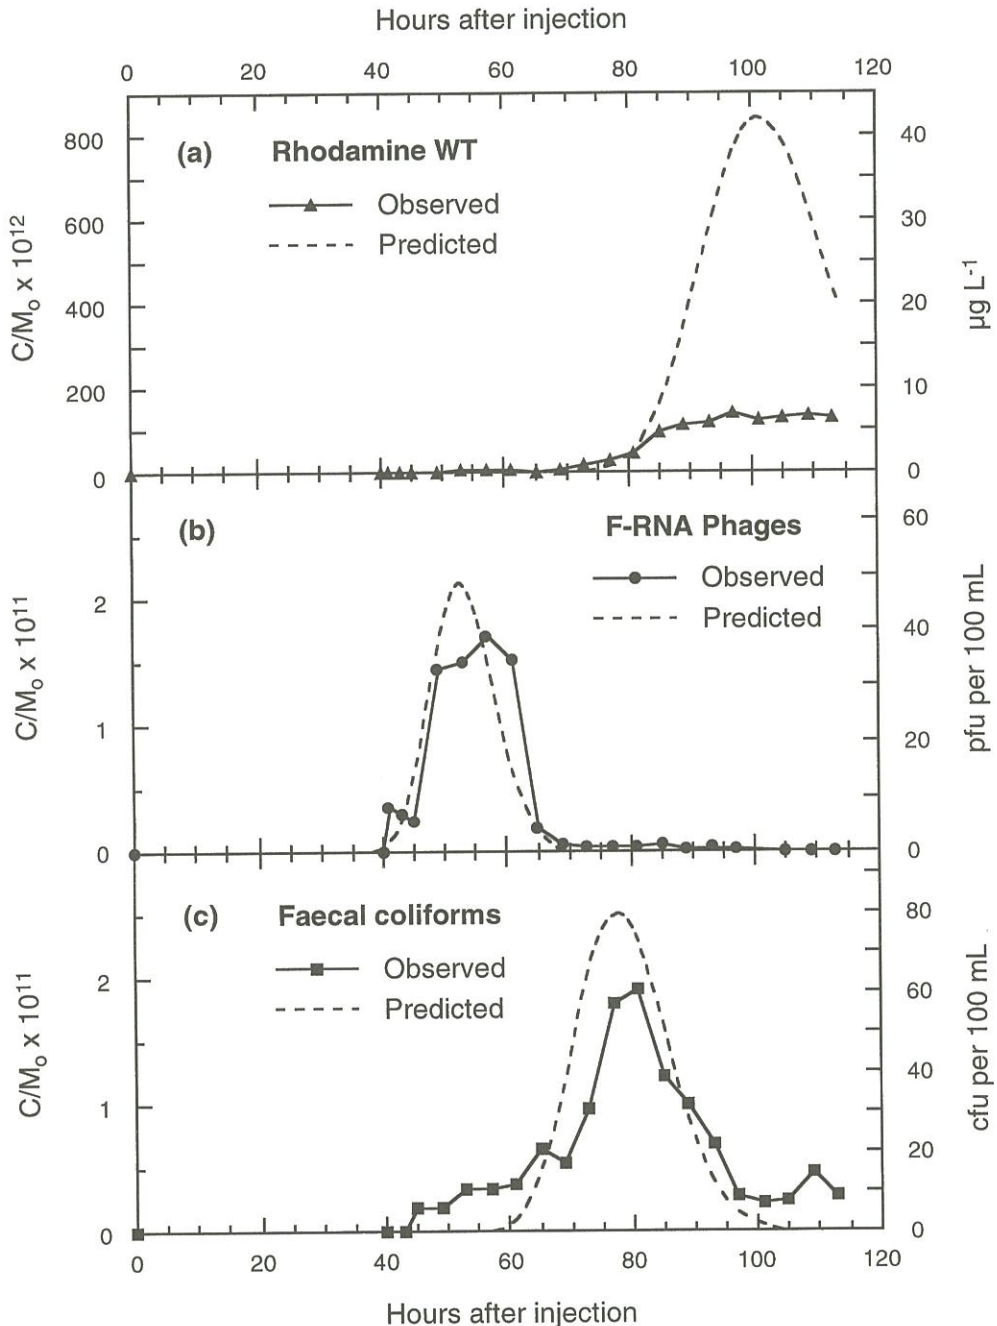 Hours after injection
0 20 40 60 80 100 120
(a) Rhodamine WT
Observed
Predicted
C/Mo x 10¹²
800
600
400
200
0
40
30
20
10
0
µg L⁻¹
(b) F-RNA Phages
Observed
Predicted
C/Mo x 10¹¹
2
1
0
60
40
20
0
pfu per 100 mL
(c) Faecal coliforms
Observed
Predicted
C/Mo x 10¹¹
2
1
0
80
60
40
20
0
cfu per 100 mL
0 20 40 60 80 100 120
Hours after injection